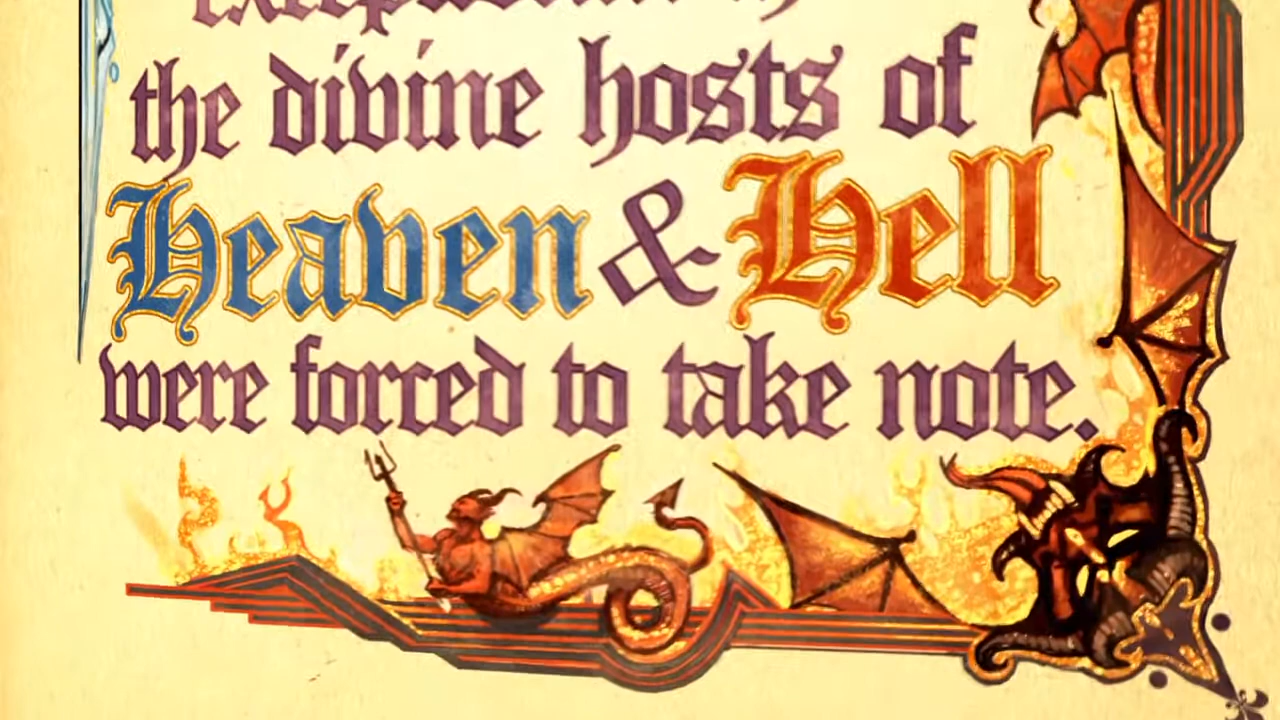 the divine hosts of
Heaven & Hell
were forced to take note.